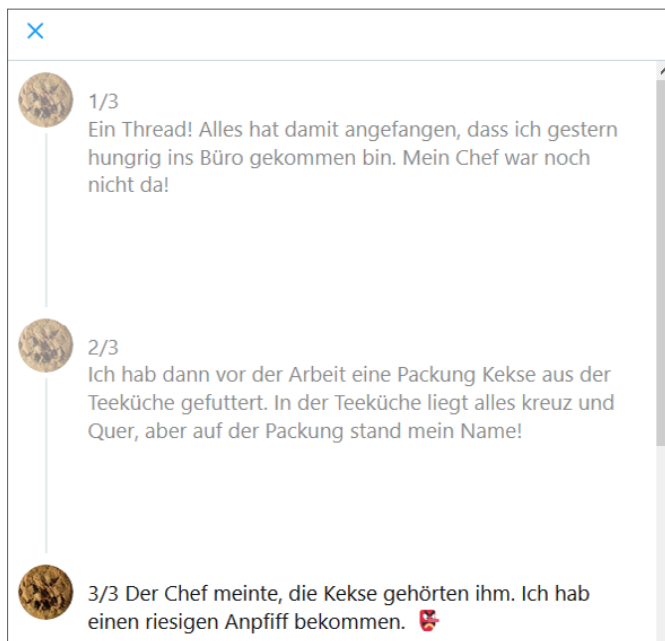 1/3
Ein Thread! Alles hat damit angefangen, dass ich gestern
hungrig ins Büro gekommen bin. Mein Chef war noch
nicht da!
2/3
Ich hab dann vor der Arbeit eine Packung Kekse aus der
Teeküche gefuttert. In der Teeküche liegt alles kreuz und
Quer, aber auf der Packung stand mein Name!
3/3 Der Chef meinte, die Kekse gehörten ihm. Ich hab
einen riesigen Anpfiff bekommen. 👺